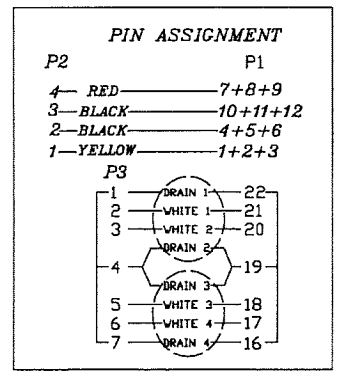 PIN ASSIGNMENT
P2 P1
4 RED 7+8+9
3 BLACK 10+11+12
2 BLACK 4+5+6
1 YELLOW 1+2+3
P3
1 DRAIN 1 22
2 WHITE 1 21
3 WHITE 2 20
DRAIN 2
4 19
DRAIN 3
5 WHITE 3 18
6 WHITE 4 17
7 DRAIN 4 16